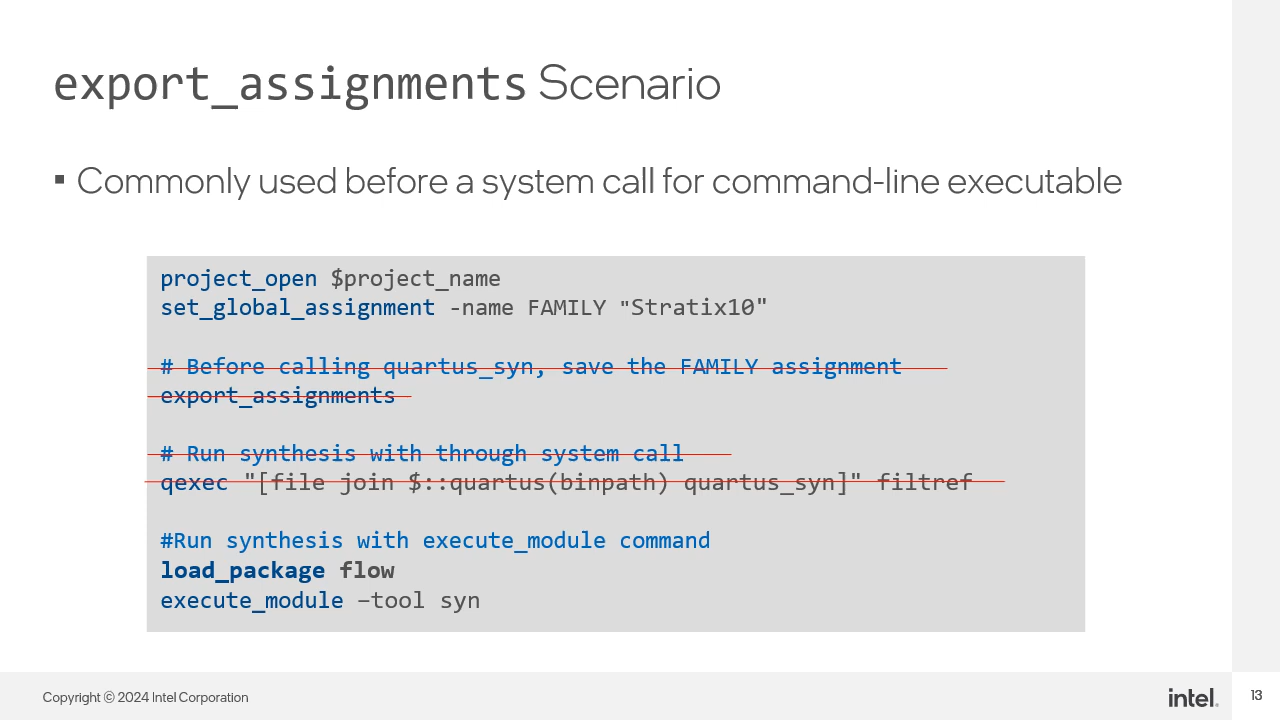 export_assignments Scenario
▪ Commonly used before a system call for command-line executable
project_open $project_name
set_global_assignment -name FAMILY "Stratix10"
# Before calling quartus_syn, save the FAMILY assignment
export_assignments
# Run synthesis with through system call
qexec "[file join $::quartus(binpath) quartus_syn]" filtref
#Run synthesis with execute_module command
load_package flow
execute_module –tool syn
Copyright © 2024 Intel Corporation
intel.
13